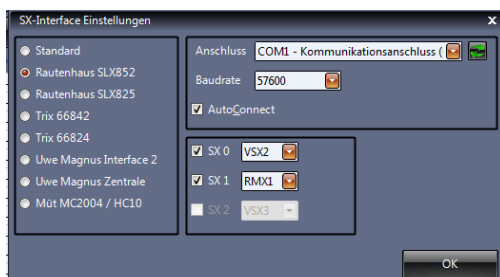 SX-Interface Einstellungen x
Standard
Rautenhaus SLX852
Rautenhaus SLX825
Trix 66842
Trix 66824
Uwe Magnus Interface 2
Uwe Magnus Zentrale
Müt MC2004 / HC10
Anschluss COM1 - Kommunikationsanschluss (
Baudrate 57600
AutoConnect
SX 0 VSX2
SX 1 RMX1
SX 2 VSX3
OK